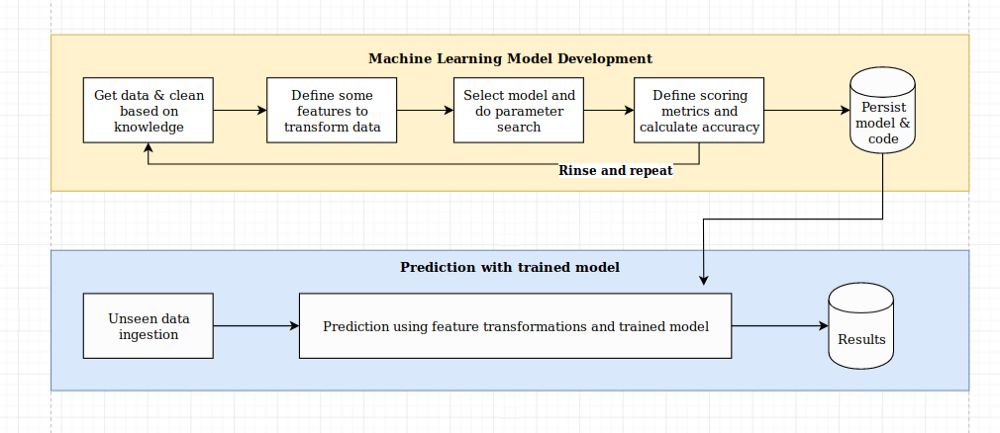 Machine Learning Model Development
Get data & clean
based on
knowledge
Define some
features to
transform data
Select model and
do parameter
search
Define scoring
metrics and
calculate accuracy
Persist
model &
code
Rinse and repeat
Prediction with trained model
Unseen data
ingestion
Prediction using feature transformations and trained model
Results